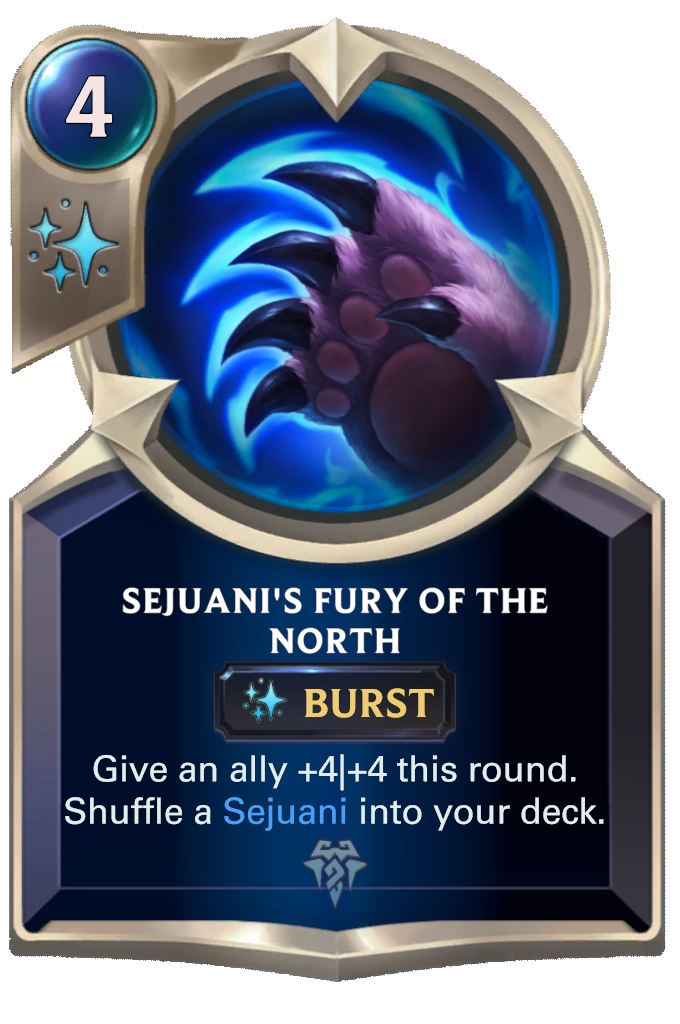 4
SEJUANI'S FURY OF THE
NORTH
BURST
Give an ally +4|+4 this round.
Shuffle a Sejuani into your deck.